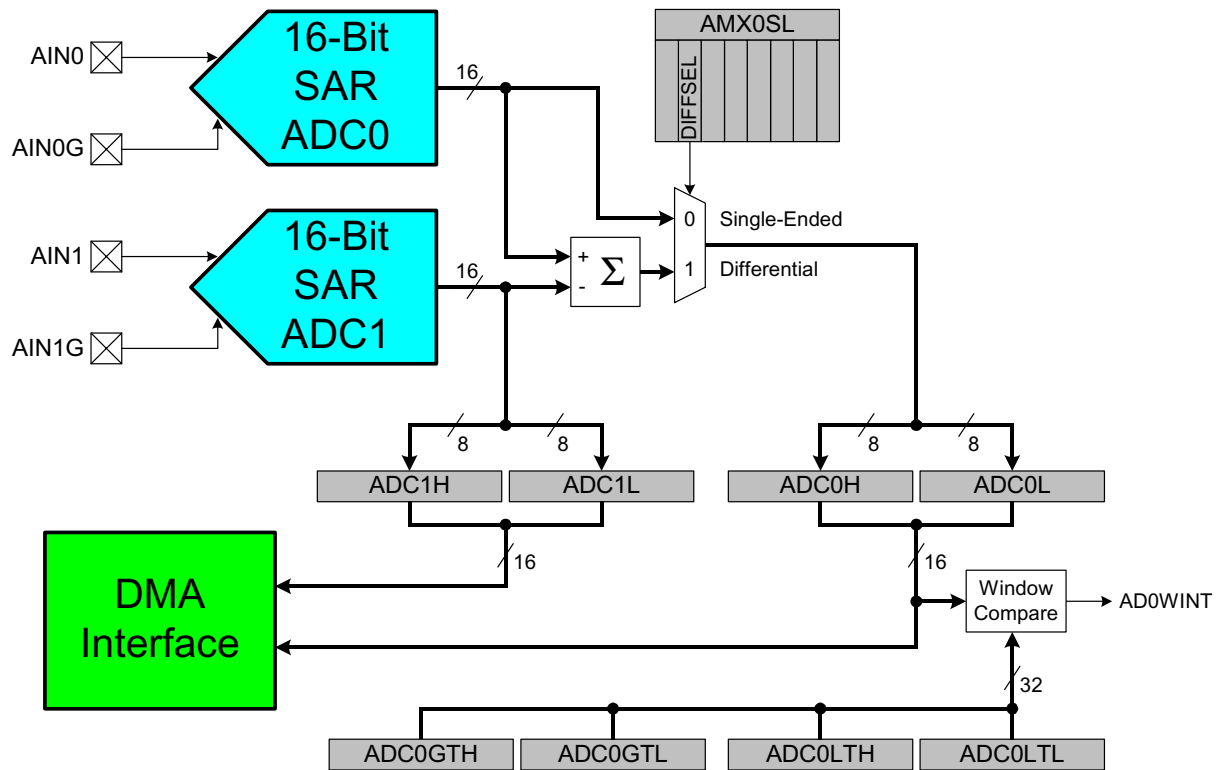 AMX0SL
DIFFSEL
AIN0
AIN0G
16-Bit
SAR
ADC0
16
AIN1
AIN1G
16-Bit
SAR
ADC1
16
+
-
Σ
0
1
Single-Ended
Differential
8
8
8
8
ADC1H
ADC1L
ADC0H
ADC0L
16
16
DMA
Interface
Window
Compare
AD0WINT
32
ADC0GTH
ADC0GTL
ADC0LTH
ADC0LTL